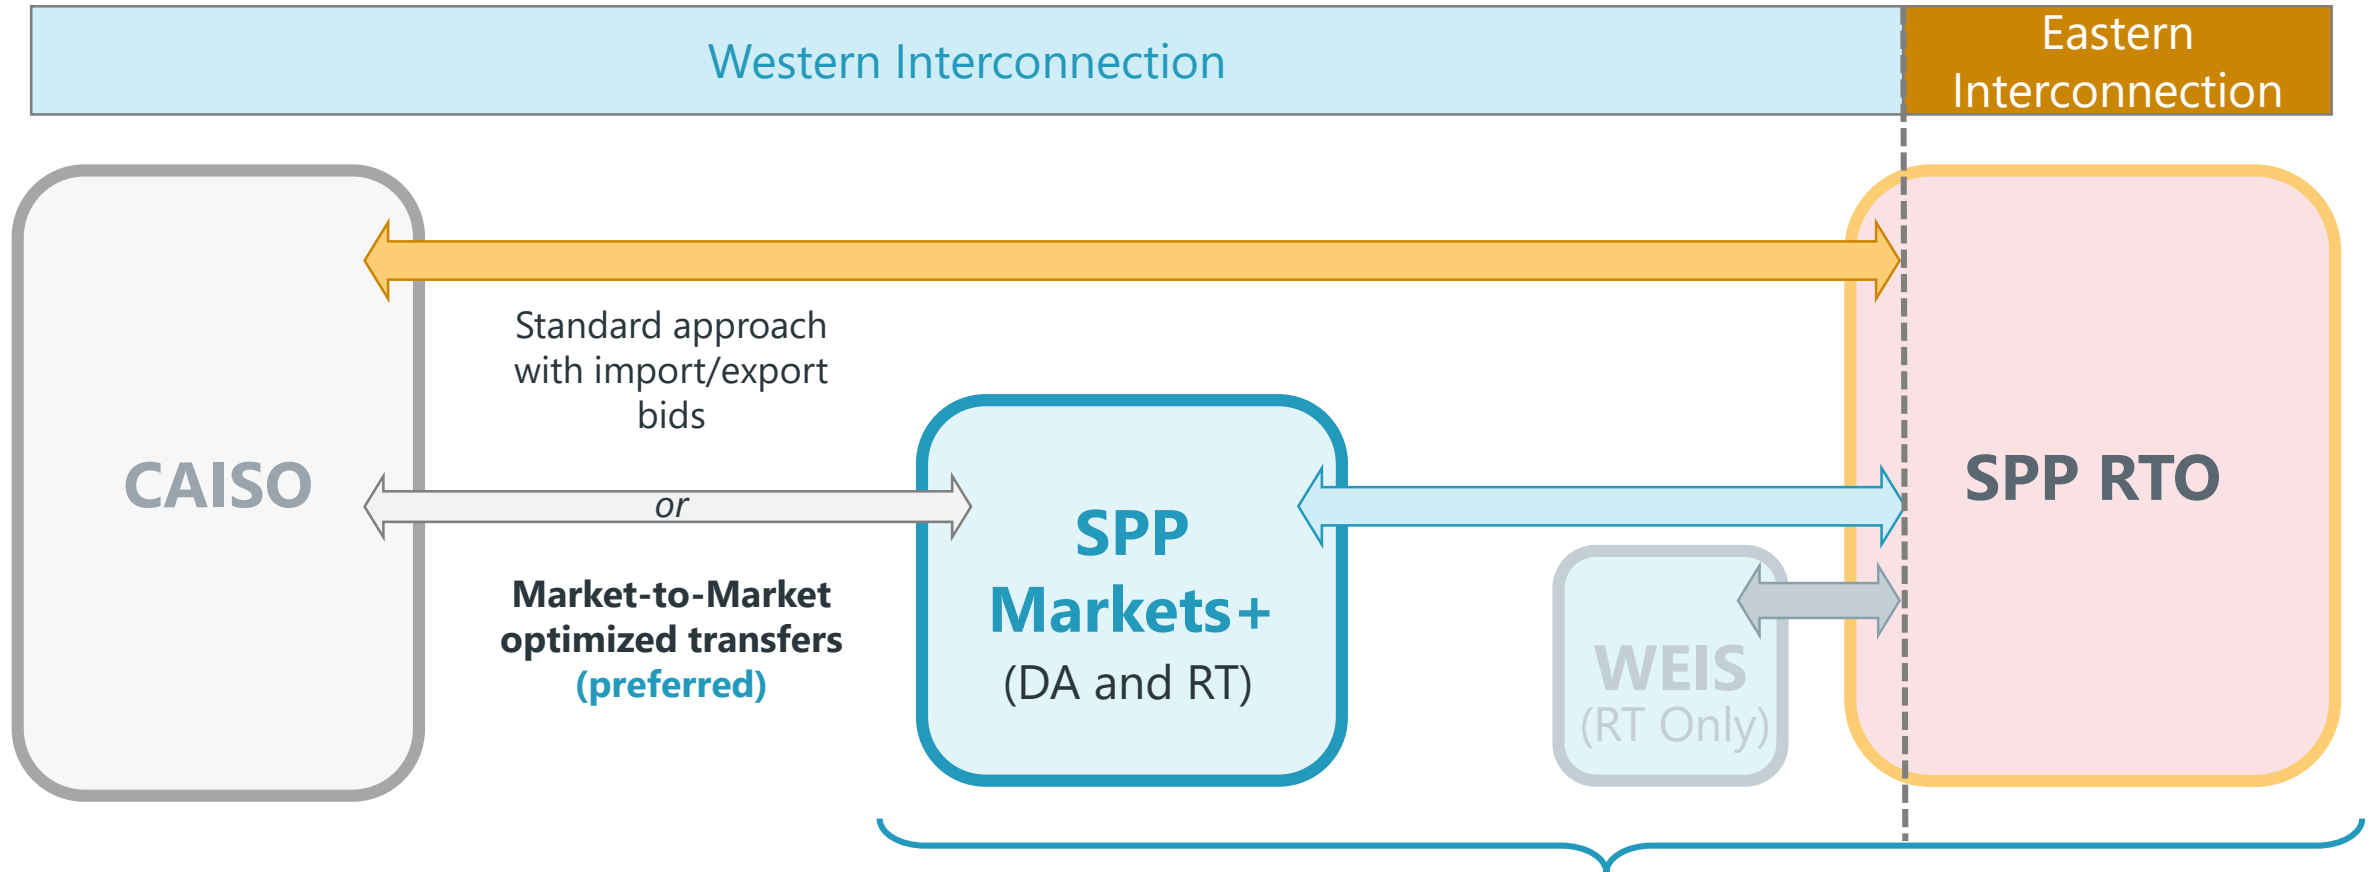 Western Interconnection
Eastern
Interconnection
Standard approach
with import/export
bids
CAISO
or
Market-to-Market
optimized transfers
(preferred)
SPP
Markets+
(DA and RT)
WEIS
(RT Only)
SPP RTO